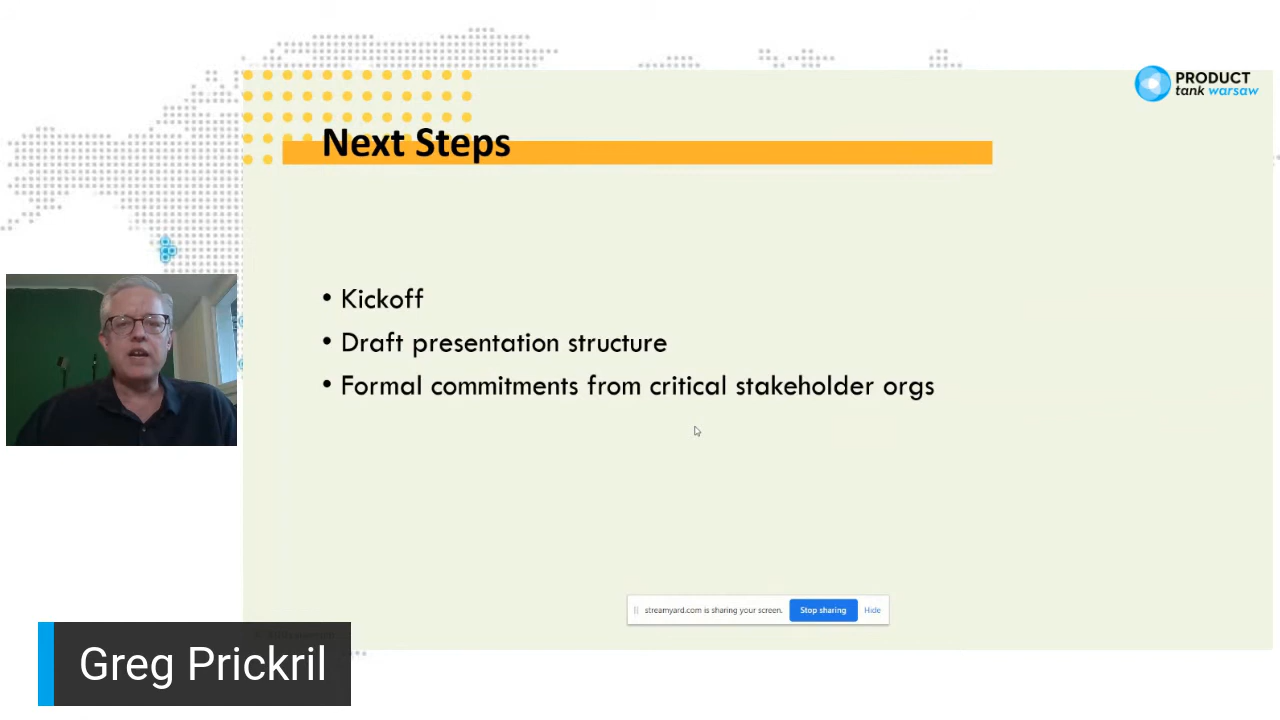 PRODUCT
tank warsaw
Next Steps
• Kickoff
• Draft presentation structure
• Formal commitments from critical stakeholder orgs
streamyard.com is sharing your screen.
Stop sharing
Hide
Greg Prickril